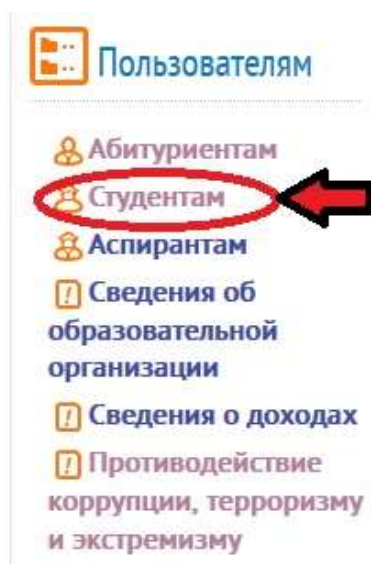 Пользователям
Абитуриентам
Студентам
Аспирантам
Сведения об
образовательной
организации
Сведения о доходах
Противодействие
коррупции, терроризму
и экстремизму